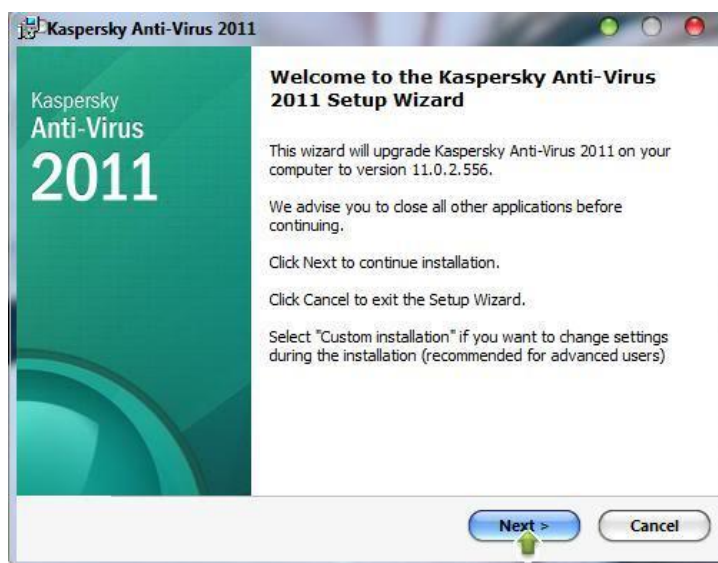 Kaspersky Anti-Virus 2011
Kaspersky
Anti-Virus
2011
Welcome to the Kaspersky Anti-Virus
2011 Setup Wizard
This wizard will upgrade Kaspersky Anti-Virus 2011 on your
computer to version 11.0.2.556.
We advise you to close all other applications before
continuing.
Click Next to continue installation.
Click Cancel to exit the Setup Wizard.
Select "Custom installation" if you want to change settings
during the installation (recommended for advanced users)
Next >
Cancel